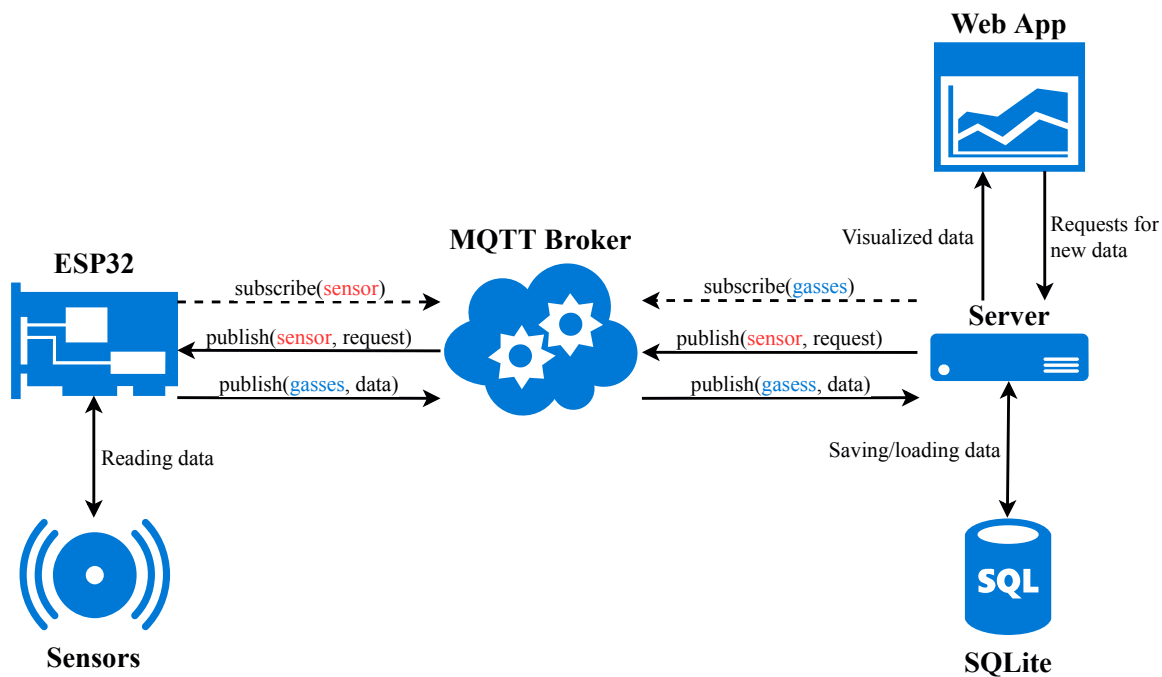 Web App
Visualized data
Requests for
new data
MQTT Broker
ESP32
subscribe(sensor)
subscribe(gasses)
Server
publish(sensor, request)
publish(sensor, request)
publish(gasses, data)
publish(gasess, data)
Reading data
Saving/loading data
SQL
Sensors
SQLite